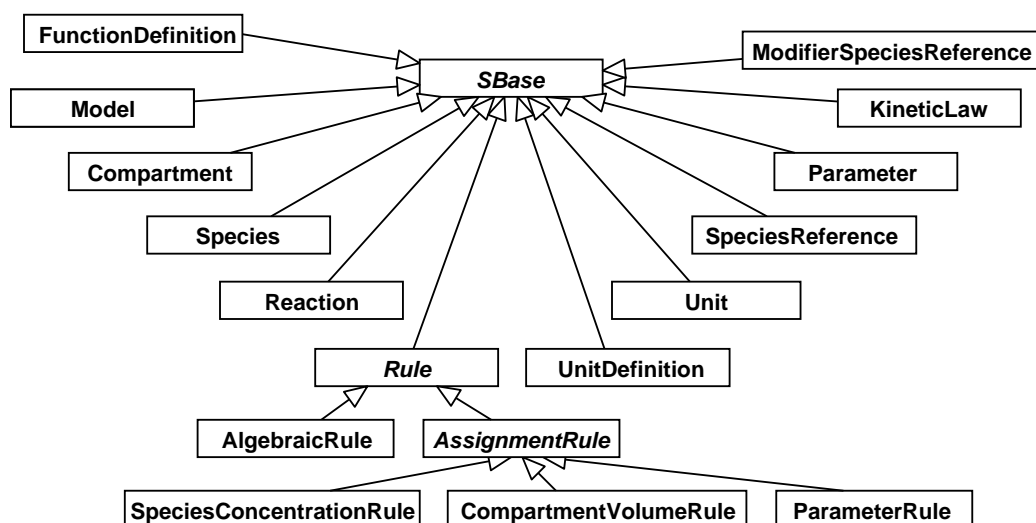 FunctionDefinition
ModifierSpeciesReference
SBase
Model
KineticLaw
Compartment
Parameter
Species
SpeciesReference
Reaction
Unit
Rule
UnitDefinition
AlgebraicRule
AssignmentRule
SpeciesConcentrationRule
CompartmentVolumeRule
ParameterRule